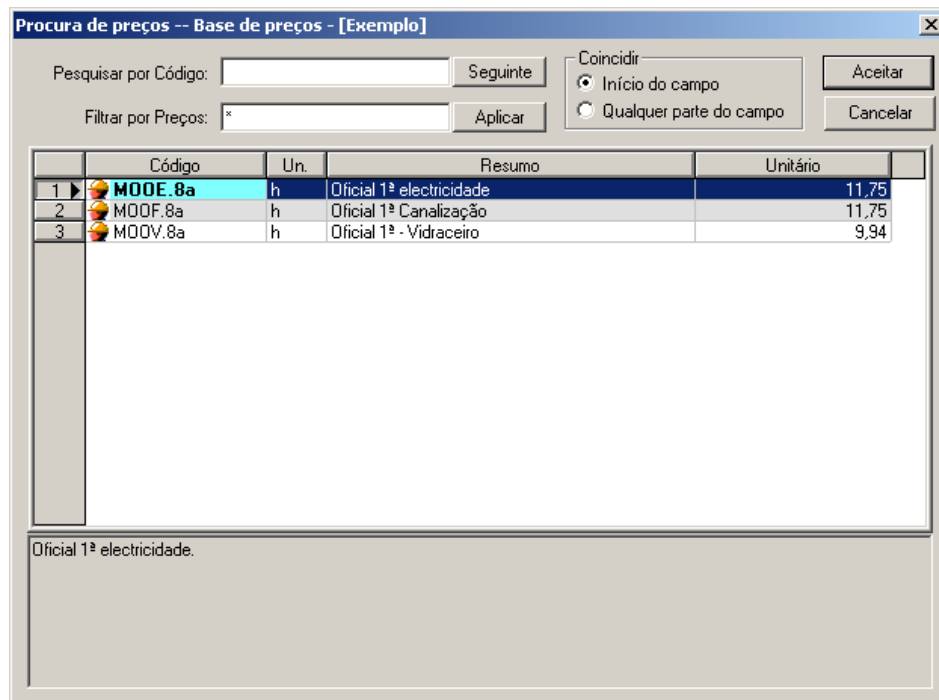 Procura de preços -- Base de preços - [Exemplo]
Pesquisar por Código: Seguinte
Filtrar por Preços: * Aplicar
Coincidir
Início do campo
Qualquer parte do campo
Aceitar
Cancelar
Código Un. Resumo Unitário
1 MOOE.8a h Oficial 1ª electricidade 11,75
2 MOOF.8a h Oficial 1ª Canalização 11,75
3 MOOV.8a h Oficial 1ª - Vidraceiro 9,94
Oficial 1ª electricidade.